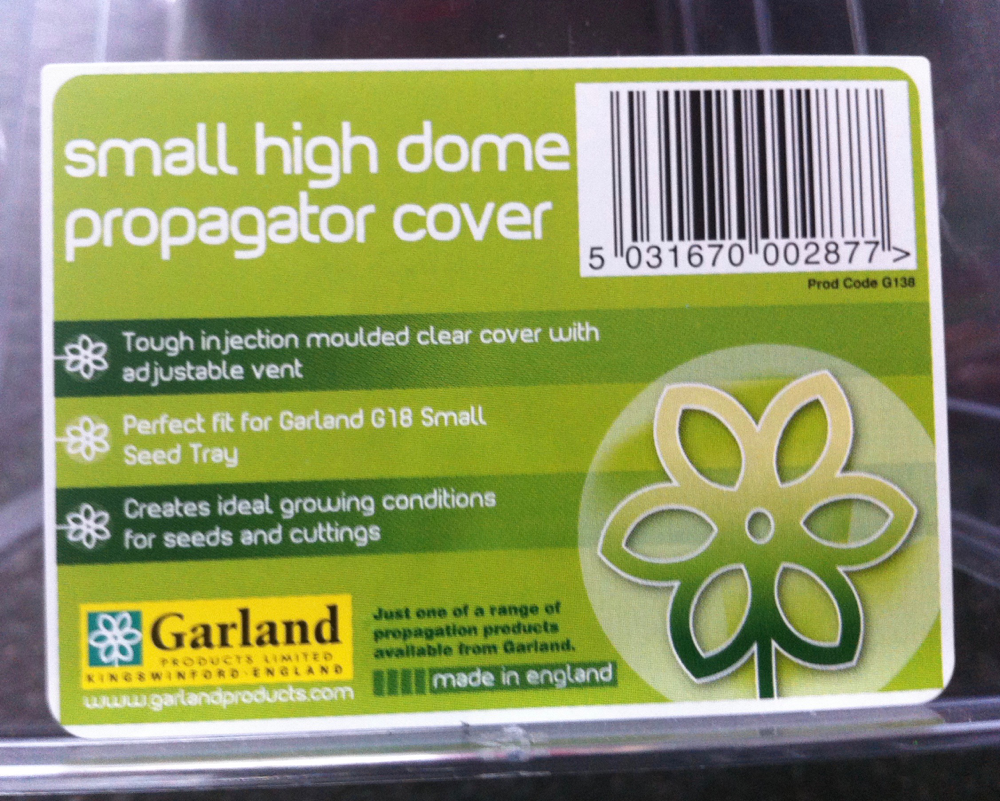 small high dome
propagator cover
5 031670 002877 >
Prod Code G138
Tough injection moulded clear cover with
adjustable vent
Perfect fit for Garland G18 Small
Seed Tray
Creates ideal growing conditions
for seeds and cuttings
Garland
PRODUCTS LIMITED
KINGSWINFORD·ENGLAND
www.garlandproducts.com
Just one of a range of
propagation products
available from Garland.
made in england